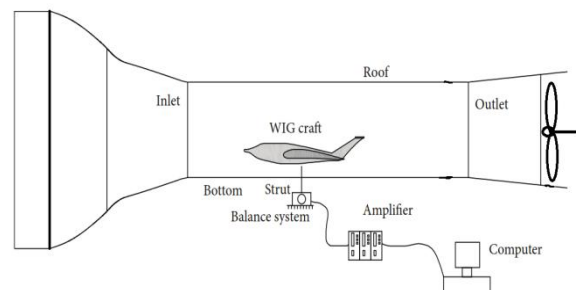 Roof
Inlet
Outlet
WIG craft
Bottom
Strut
Balance system
Amplifier
Computer